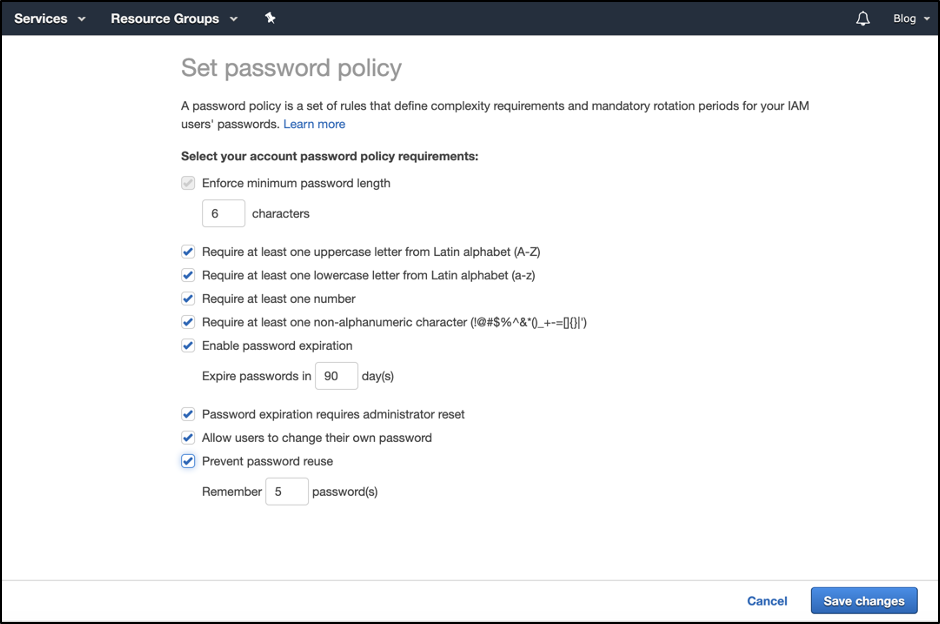 Services Resource Groups Blog
Set password policy
A password policy is a set of rules that define complexity requirements and mandatory rotation periods for your IAM
users' passwords. Learn more
Select your account password policy requirements:
Enforce minimum password length
6 characters
Require at least one uppercase letter from Latin alphabet (A-Z)
Require at least one lowercase letter from Latin alphabet (a-z)
Require at least one number
Require at least one non-alphanumeric character (!@#$%^&*()_+-=[]{}|')
Enable password expiration
Expire passwords in 90 day(s)
Password expiration requires administrator reset
Allow users to change their own password
Prevent password reuse
Remember 5 password(s)
Cancel Save changes